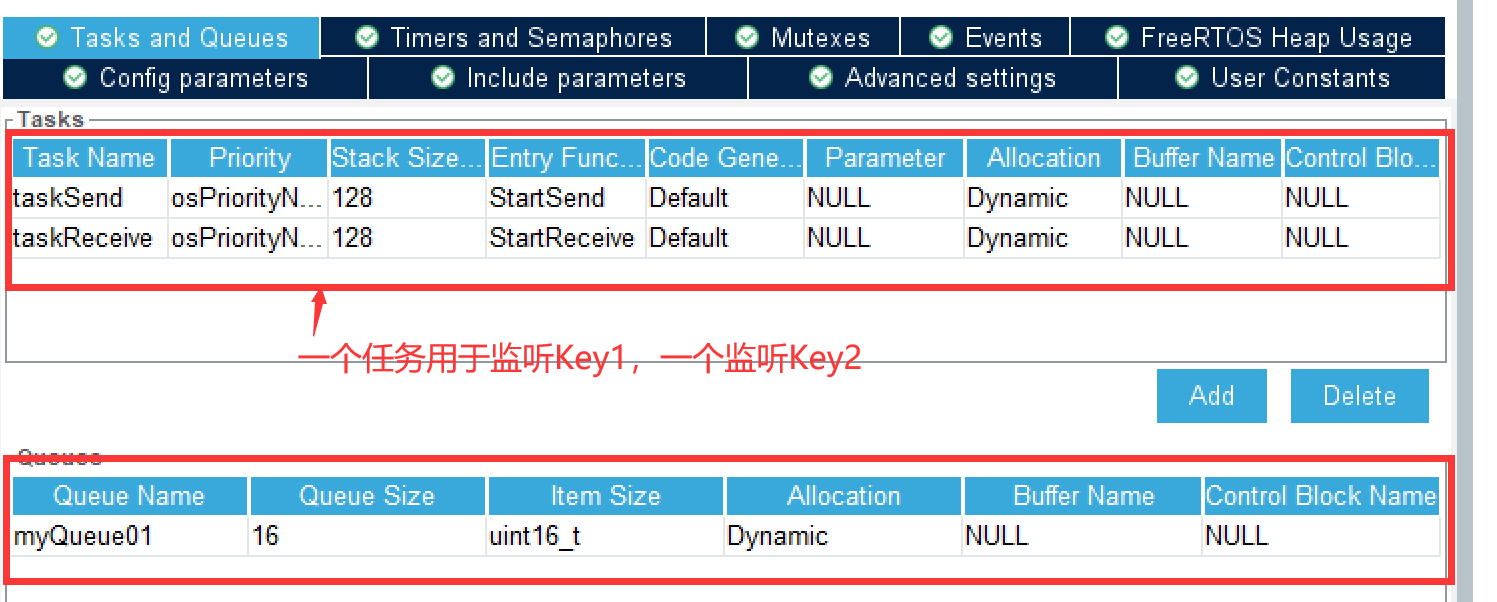 Tasks and Queues Timers and Semaphores Mutexes Events FreeRTOS Heap Usage
Config parameters Include parameters Advanced settings User Constants
Tasks
Task Name Priority Stack Size... Entry Func... Code Gene... Parameter Allocation Buffer Name Control Blo...
taskSend osPriorityN... 128 StartSend Default NULL Dynamic NULL NULL
taskReceive osPriorityN... 128 StartReceive Default NULL Dynamic NULL NULL
一个任务用于监听Key1，一个监听Key2
Add Delete
Queues
Queue Name Queue Size Item Size Allocation Buffer Name Control Block Name
myQueue01 16 uint16_t Dynamic NULL NULL